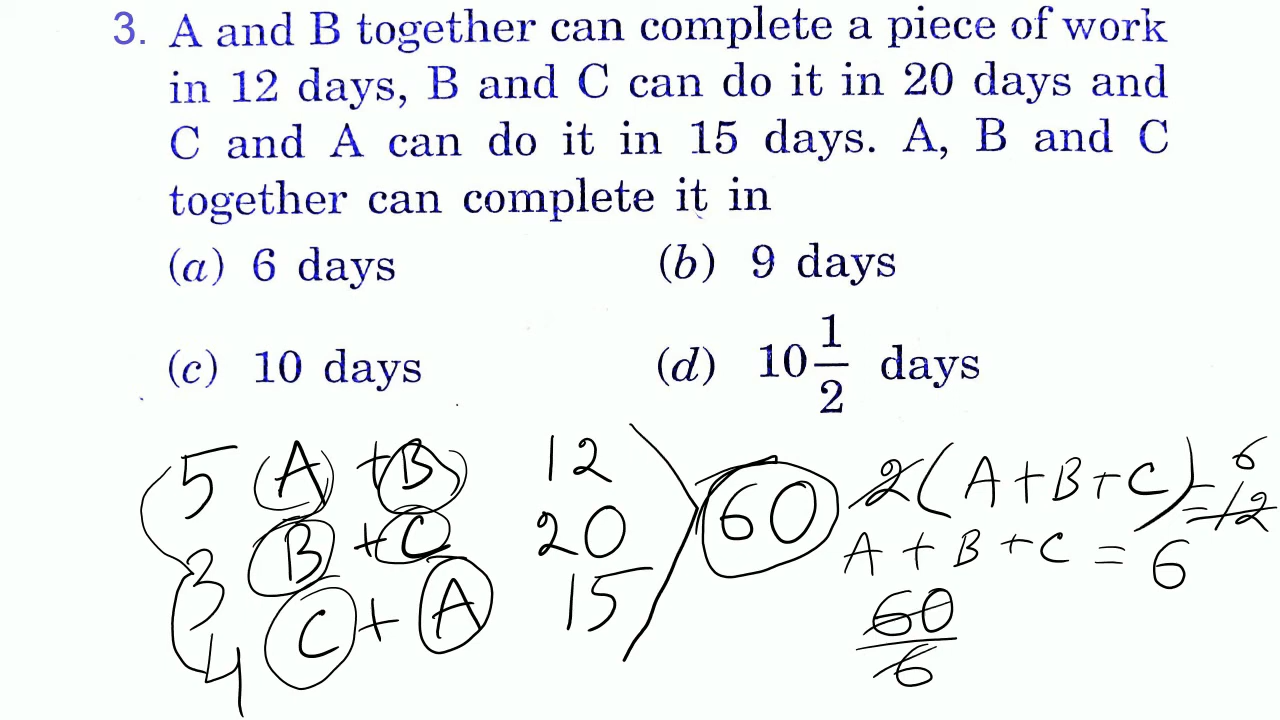 3. A and B together can complete a piece of work
in 12 days, B and C can do it in 20 days and
C and A can do it in 15 days. A, B and C
together can complete it in
(a) 6 days (b) 9 days
(c) 10 days (d) 10 1/2 days
5 (A) + B) 12
3 B + C 20
4 C + A 15
60
2(A+B+C) = 12 6
A + B + C = 6
60/6